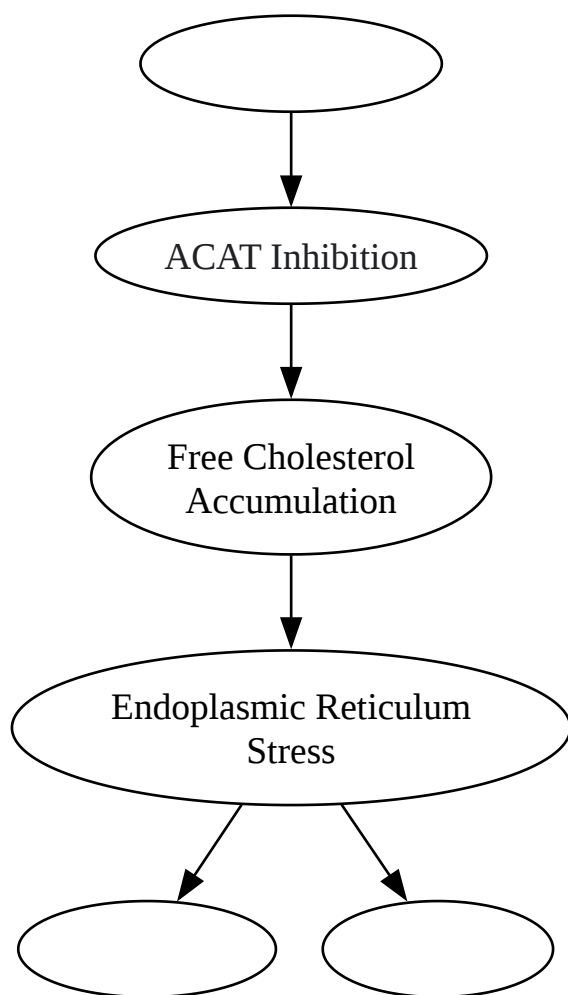 ACAT Inhibition
Free Cholesterol
Accumulation
Endoplasmic Reticulum
Stress